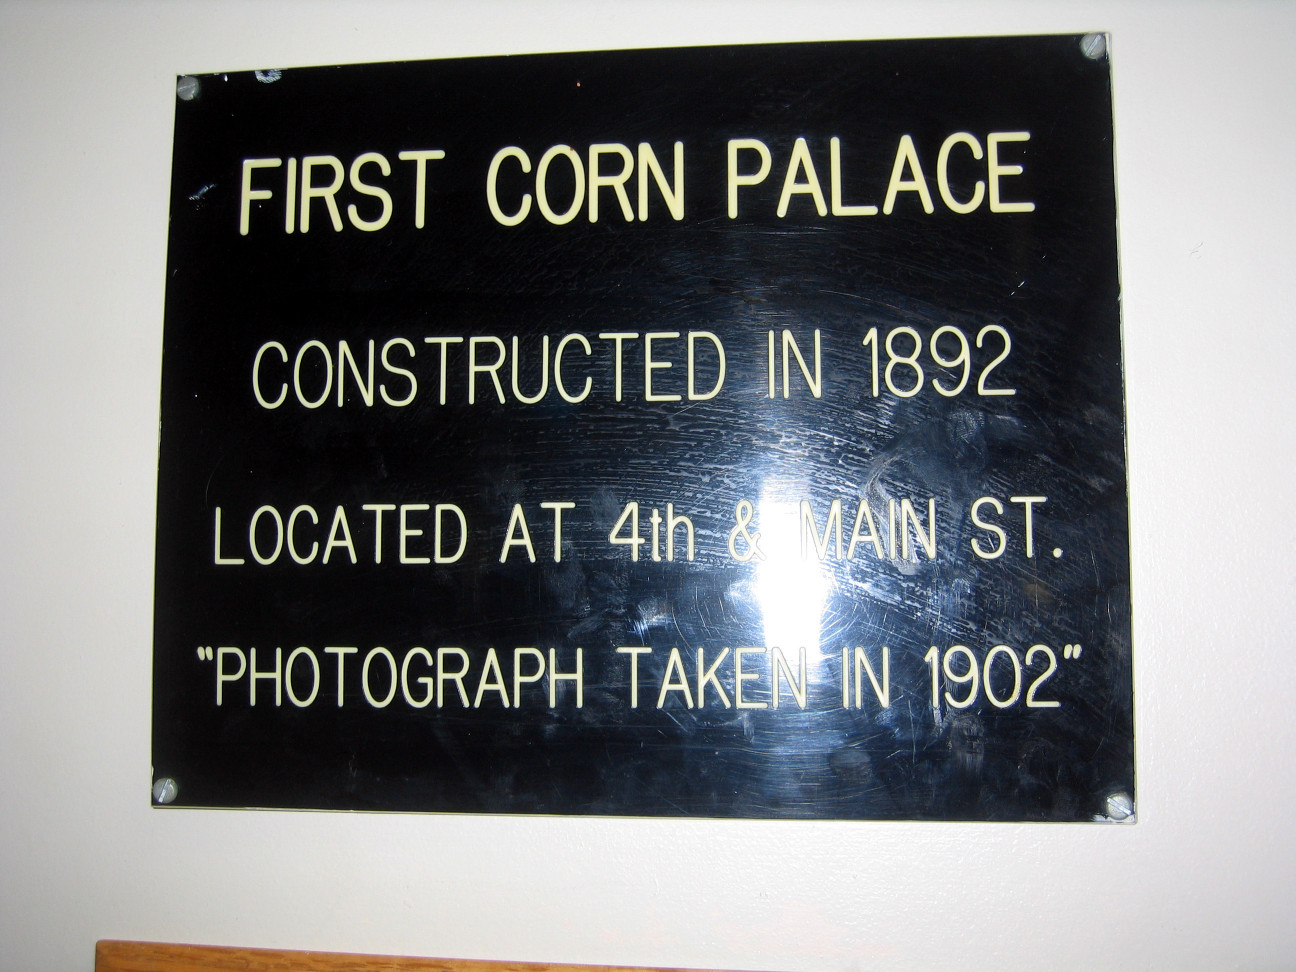 FIRST CORN PALACE
CONSTRUCTED IN 1892
LOCATED AT 4th & MAIN ST.
"PHOTOGRAPH TAKEN IN 1902"